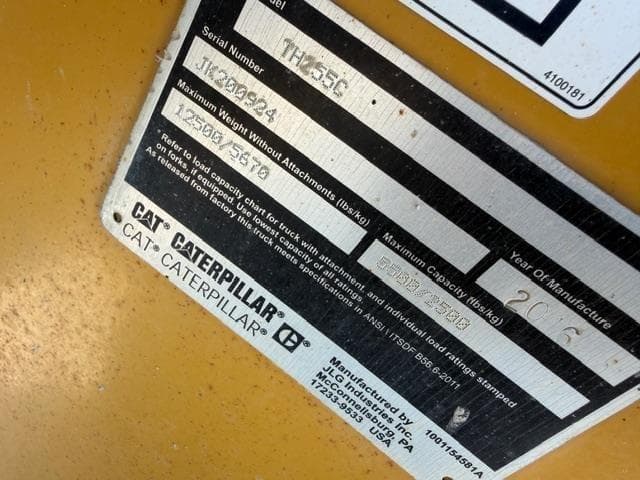 4100181
odel
TH255C
Serial Number
JK200924
Maximum Weight Without Attachments (lbs/kg)
12500/5670
Maximum Capacity (lbs/kg)
5500/2500
Year Of Manufacture
* Refer to load capacity chart for truck with attachment, and individual load ratings stamped
on forks, if equipped. Use lowest Capacity of all ratings.
As released from factory this truck meets specifications in ANSI \ ITSDF B56.6-2011
CAT® CATERPILLAR®
CAT® CATERPILLAR®
Manufactured by
JLG Industries Inc.
McConnellsburg, PA
17233-9533 USA
1001154581A